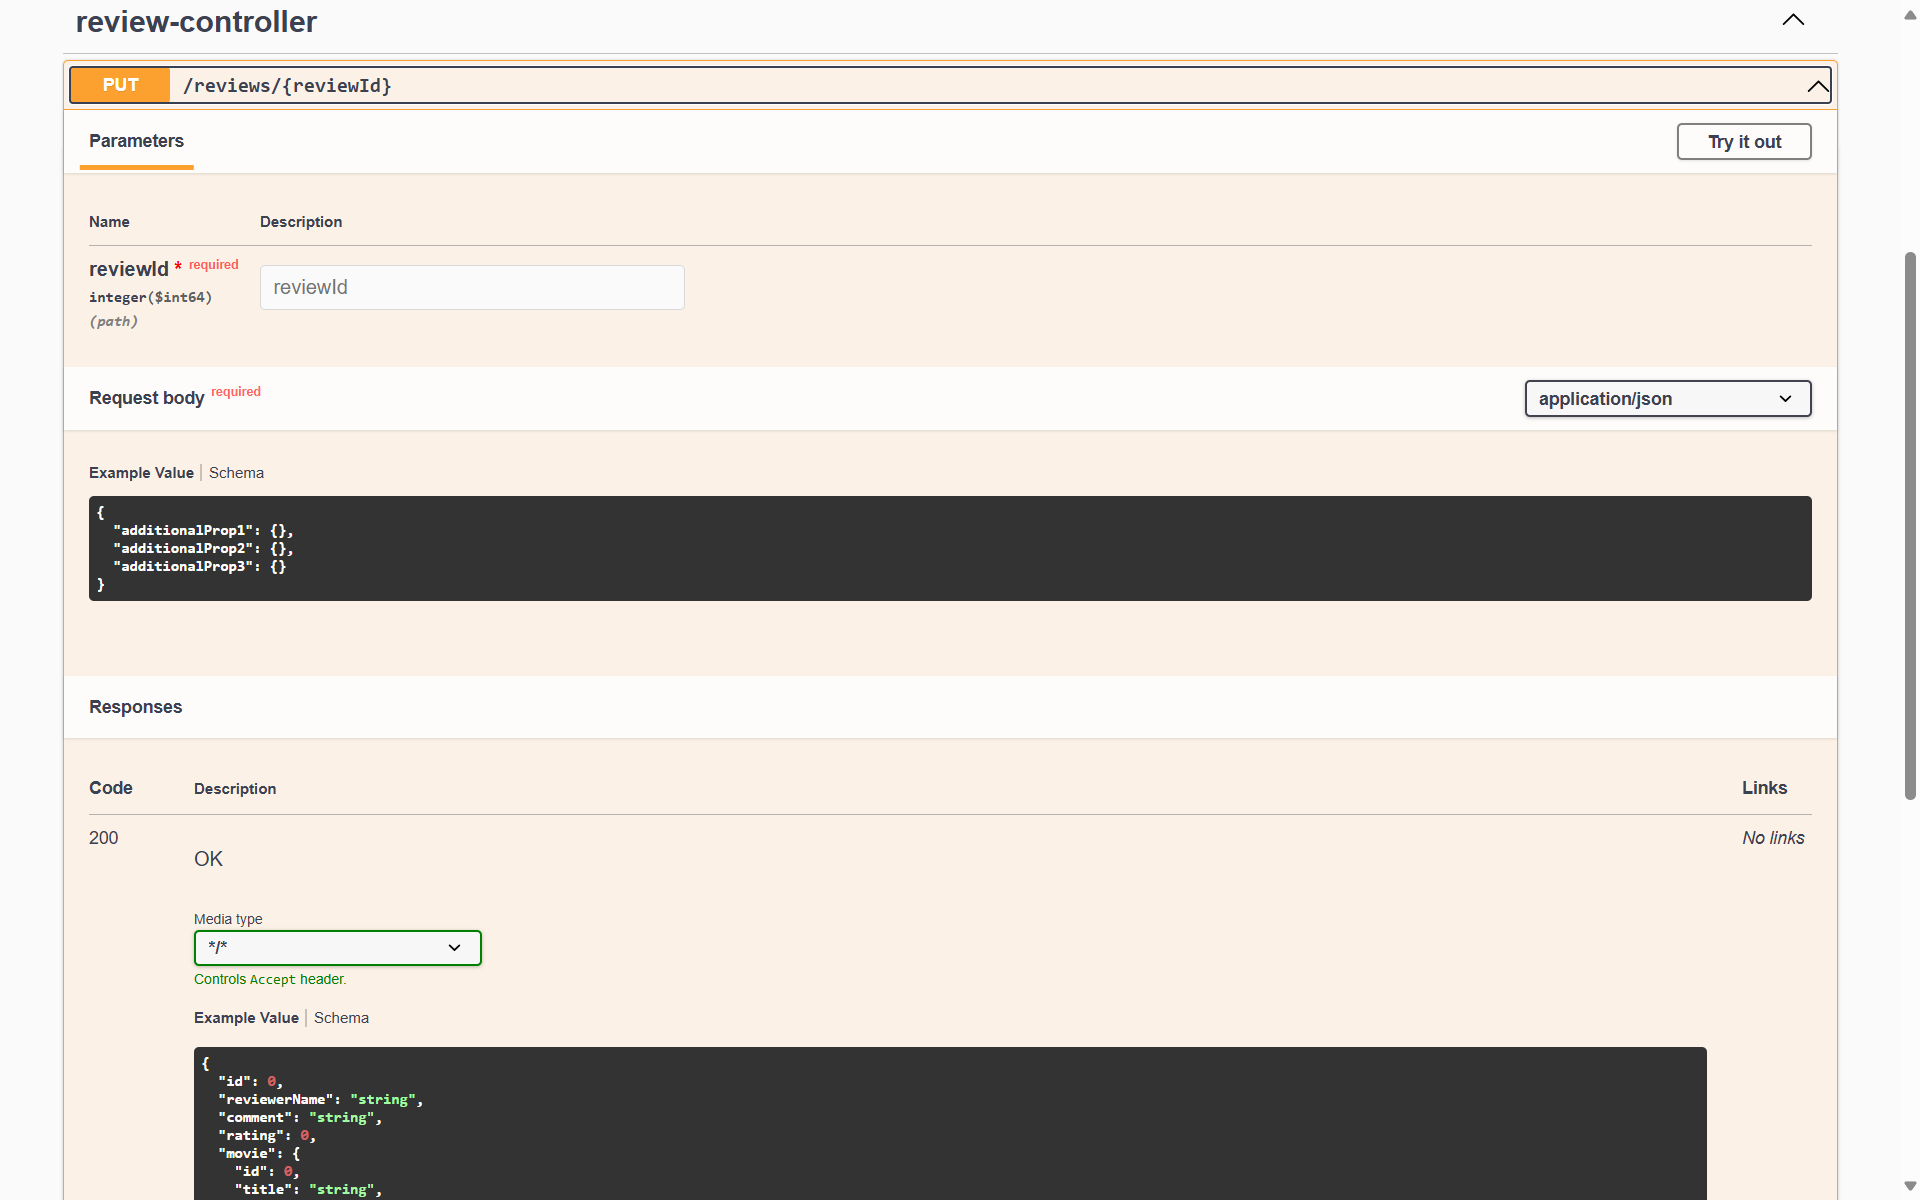 review-controller
PUT /reviews/{reviewId}
Parameters
Try it out
Name Description
reviewId * required
integer($int64)
(path)
reviewId
Request body required
application/json
Example Value | Schema
{
  "additionalProp1": {},
  "additionalProp2": {},
  "additionalProp3": {}
}
Responses
Code Description Links
200 OK No links
Media type
*/*
Controls Accept header.
Example Value | Schema
{
  "id": 0,
  "reviewerName": "string",
  "comment": "string",
  "rating": 0,
  "movie": {
    "id": 0,
    "title": "string",